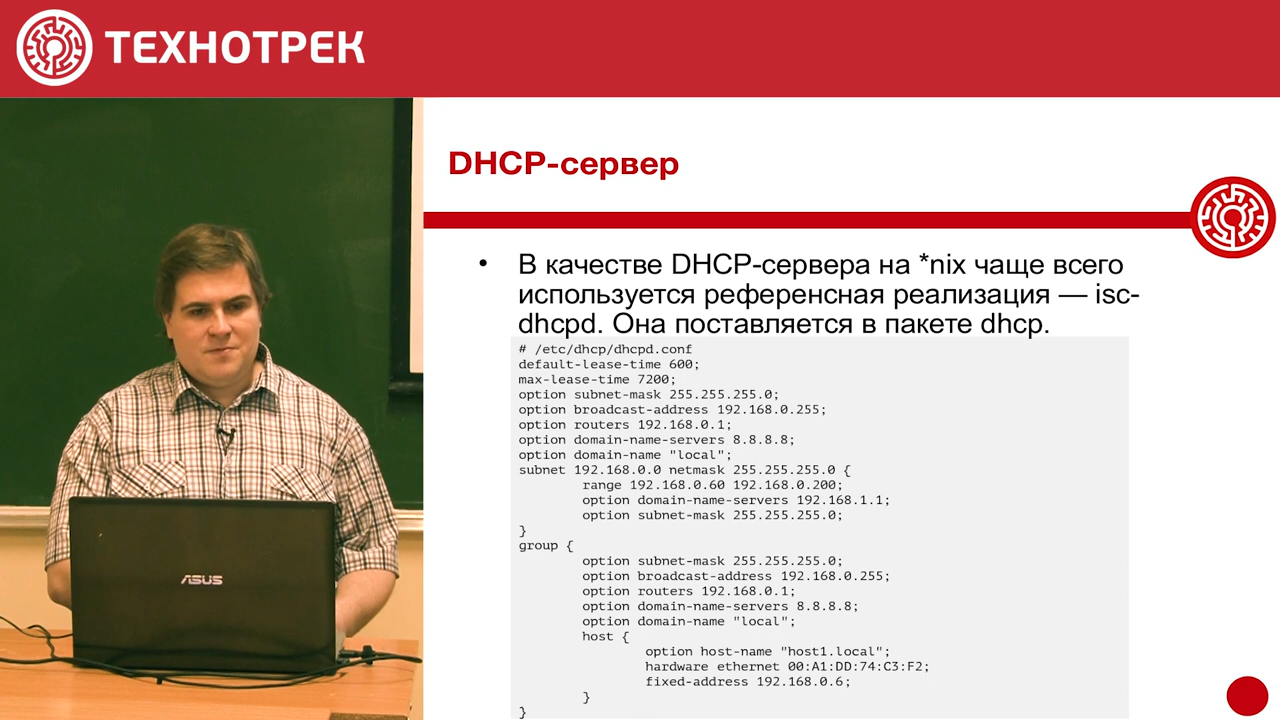 ТЕХНОТРЕК
DHCP-сервер
• В качестве DHCP-сервера на *nix чаще всего
используется референсная реализация — isc-
dhcpd. Она поставляется в пакете dhcp.
# /etc/dhcp/dhcpd.conf
default-lease-time 600;
max-lease-time 7200;
option subnet-mask 255.255.255.0;
option broadcast-address 192.168.0.255;
option routers 192.168.0.1;
option domain-name-servers 8.8.8.8;
option domain-name "local";
subnet 192.168.0.0 netmask 255.255.255.0 {
        range 192.168.0.60 192.168.0.200;
        option domain-name-servers 192.168.1.1;
        option subnet-mask 255.255.255.0;
}
group {
        option subnet-mask 255.255.255.0;
        option broadcast-address 192.168.0.255;
        option routers 192.168.0.1;
        option domain-name-servers 8.8.8.8;
        option domain-name "local";
        host {
                option host-name "host1.local";
                hardware ethernet 00:A1:DD:74:C3:F2;
                fixed-address 192.168.0.6;
        }
}
ASUS